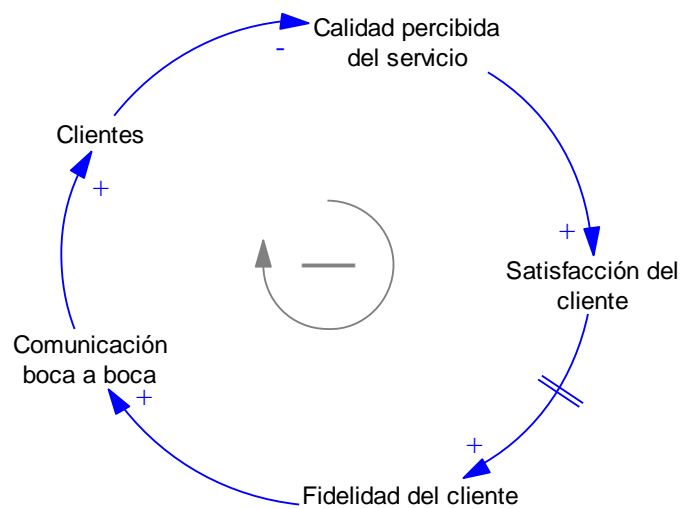 Calidad percibida
del servicio
-
Clientes
+
+
Satisfacción del
cliente
Comunicación
boca a boca
+
+
Fidelidad del cliente